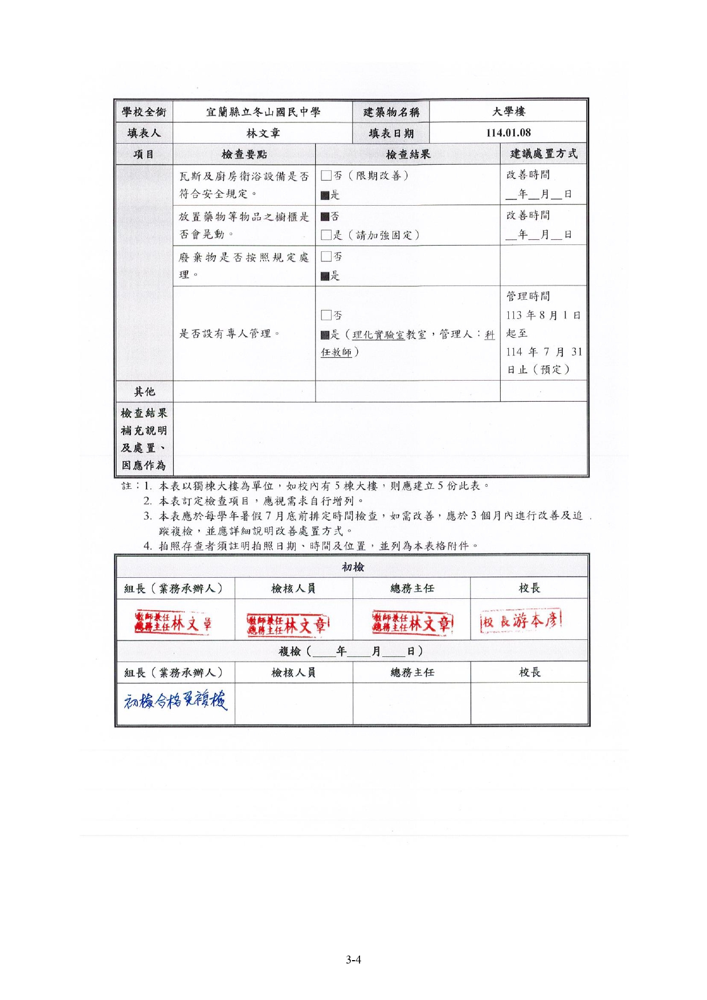 學校全銜 宜蘭縣立冬山國民中學 建築物名稱 大學樓
填表人 林文章 填表日期 114.01.08
項目 檢查要點 檢查結果 建議處置方式
瓦斯及廚房衛浴設備是否
符合安全規定。
□否（限期改善）
■是
改善時間
__年__月__日
放置藥物等物品之櫥櫃是
否會晃動。
■否
□是（請加強固定）
改善時間
__年__月__日
廢棄物是否按照規定處
理。
□否
■是
是否設有專人管理。
□否
■是（理化實驗室教室，管理人：科
任教師）
管理時間
113 年 8 月 1 日
起至
114 年 7 月 31
日止（預定）
其他
檢查結果
補充說明
及處置、
因應作為
註：1. 本表以獨棟大樓為單位，如校內有 5 棟大樓，則應建立 5 份此表。
2. 本表訂定檢查項目，應視需求自行增列。
3. 本表應於每學年暑假 7 月底前排定時間檢查，如需改善，應於 3 個月內進行改善及追
蹤複檢，並應詳細說明改善處置方式。
4. 拍照存查者須註明拍照日期、時間及位置，並列為本表格附件。
初檢
組長（業務承辦人） 檢核人員 總務主任 校長
教師兼任
總務主任 林文章
教師兼任
總務主任 林文章
教師兼任
總務主任 林文章
校長游本彥
複檢（____年____月____日）
組長（業務承辦人） 檢核人員 總務主任 校長
初檢合格免複檢
3-4